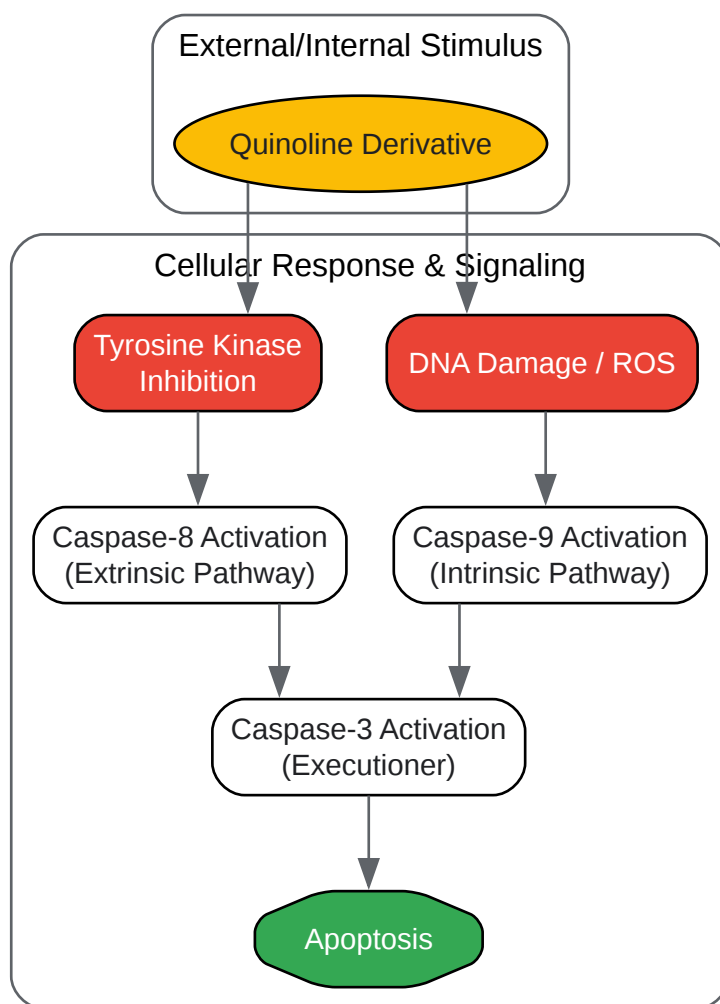 External/Internal Stimulus
Quinoline Derivative
Cellular Response & Signaling
Tyrosine Kinase
Inhibition
DNA Damage / ROS
Caspase-8 Activation
(Extrinsic Pathway)
Caspase-9 Activation
(Intrinsic Pathway)
Caspase-3 Activation
(Executioner)
Apoptosis